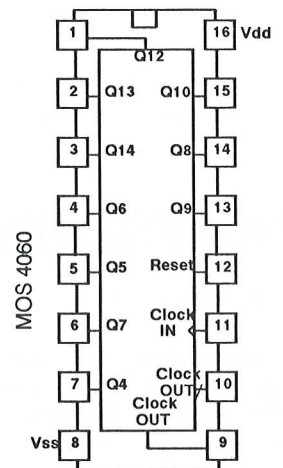 1 16 Vdd
Q12
2 Q13 Q10 15
3 Q14 Q8 14
4 Q6 Q9 13
MOS 4060
5 Q5 Reset 12
6 Q7 Clock IN 11
7 Q4 Clock OUT 10
Clock
OUT
Vss 8 9